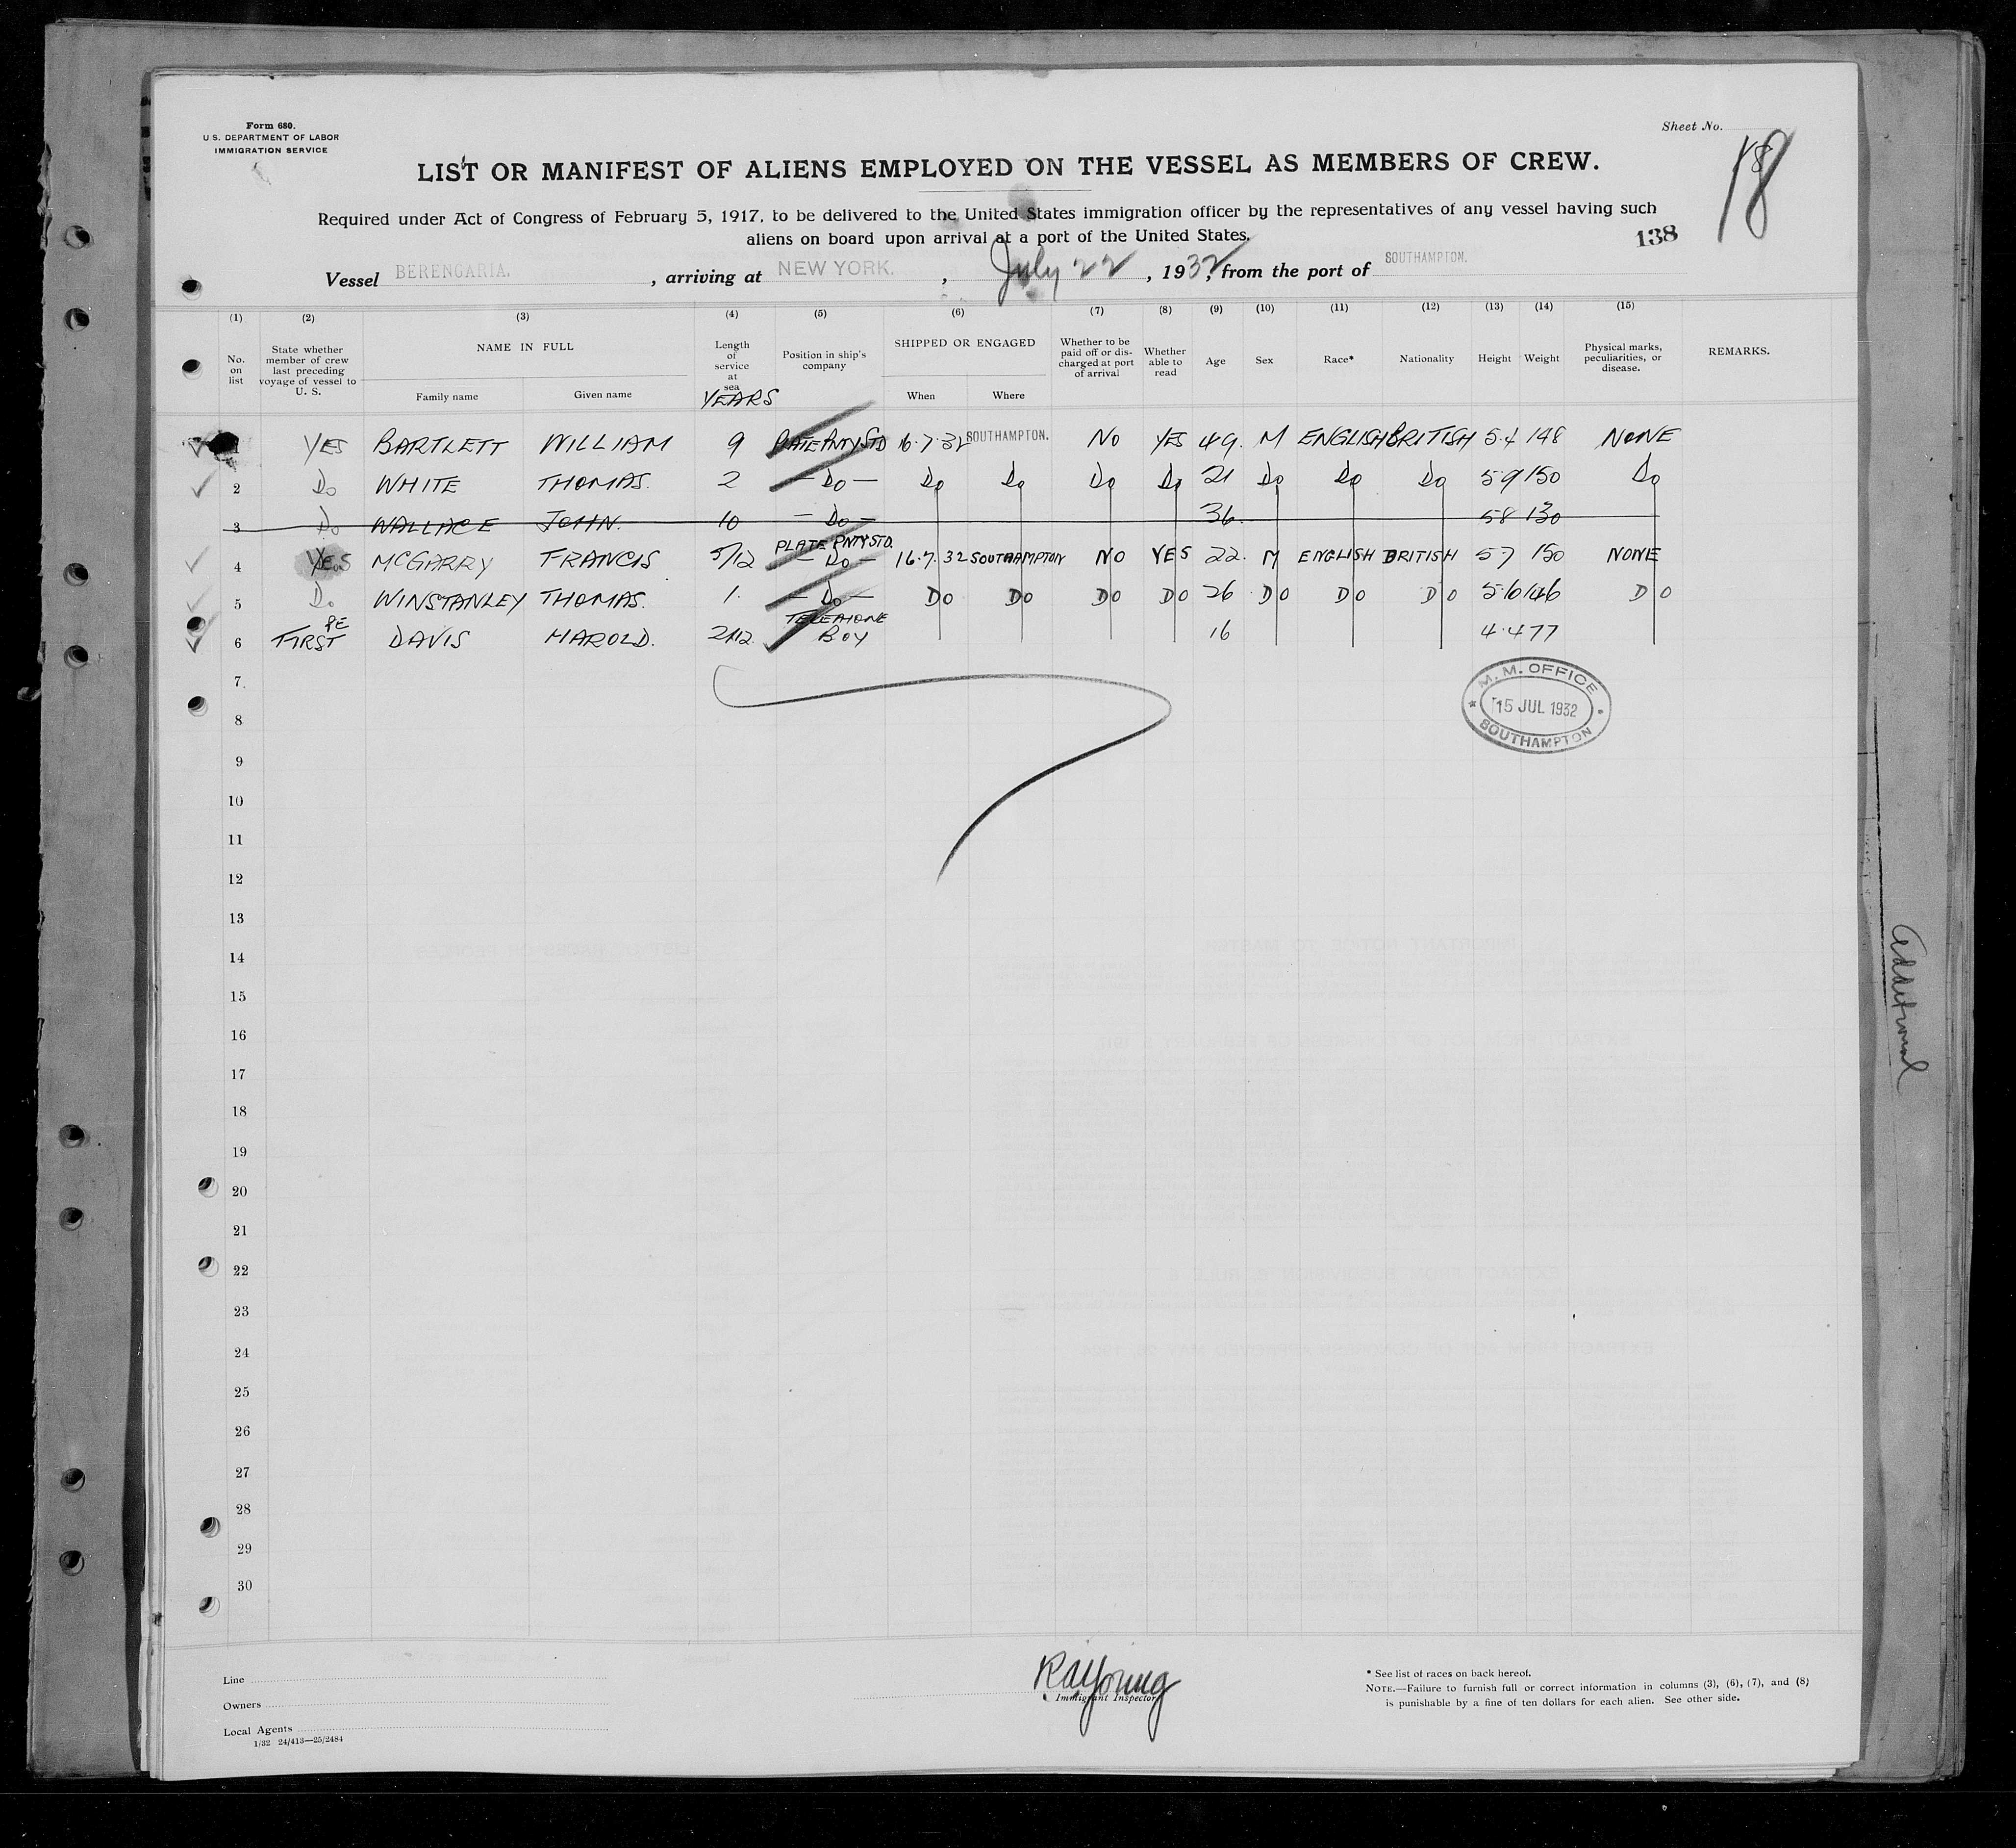 Form 680.
U. S. DEPARTMENT OF LABOR
IMMIGRATION SERVICE
Sheet No.
18
LIST OR MANIFEST OF ALIENS EMPLOYED ON THE VESSEL AS MEMBERS OF CREW.
Required under Act of Congress of February 5, 1917, to be delivered to the United States immigration officer by the representatives of any vessel having such
aliens on board upon arrival at a port of the United States.
138
Vessel BERENGARIA. , arriving at NEW YORK. , July 22 , 1932, from the port of SOUTHAMPTON.
(1) (2) (3) (4) (5) (6) (7) (8) (9) (10) (11) (12) (13) (14) (15)
No. on list
State whether member of crew last preceding voyage of vessel to U. S.
NAME IN FULL
Family name
Given name
Length of service at sea
YEARS
Position in ship's company
SHIPPED OR ENGAGED
When
Where
Whether to be paid off or discharged at port of arrival
Whether able to read
Age
Sex
Race*
Nationality
Height
Weight
Physical marks, peculiarities, or disease.
REMARKS.
1 YES BARTLETT WILLIAM 9 PLATE PNTY STD 16.7.32 SOUTHAMPTON. NO YES 49. M ENGLISH BRITISH 5.4 148 NONE
2 Do WHITE THOMAS. 2 — Do — Do Do Do Do 21 Do Do Do 5 9 150 Do
3 Do WALLACE JOHN. 10 — Do — 36. 5 8 130
PLATE PNTY STD.
4 YES MCGARRY FRANCIS 5/12 — Do — 16.7.32 SOUTHAMPTON NO YES 22. M ENGLISH BRITISH 5 7 150 NONE
5 Do WINSTANLEY THOMAS. 1. — Do — DO DO DO DO 26 DO DO DO 5 6 146 DO
6 FIRST DAVIS HAROLD. TELEPHONE BOY 16 4.4 77
7
8
9
10
11
12
13
14
15
16
17
18
19
20
21
22
23
24
25
26
27
28
29
30
M. M. OFFICE
15 JUL 1932
SOUTHAMPTON
Additional
Line
Owners
Local Agents
1/32 24/413—25/2484
R A Young
Immigrant Inspector
* See list of races on back hereof.
NOTE.—Failure to furnish full or correct information in columns (3), (6), (7), and (8)
is punishable by a fine of ten dollars for each alien. See other side.